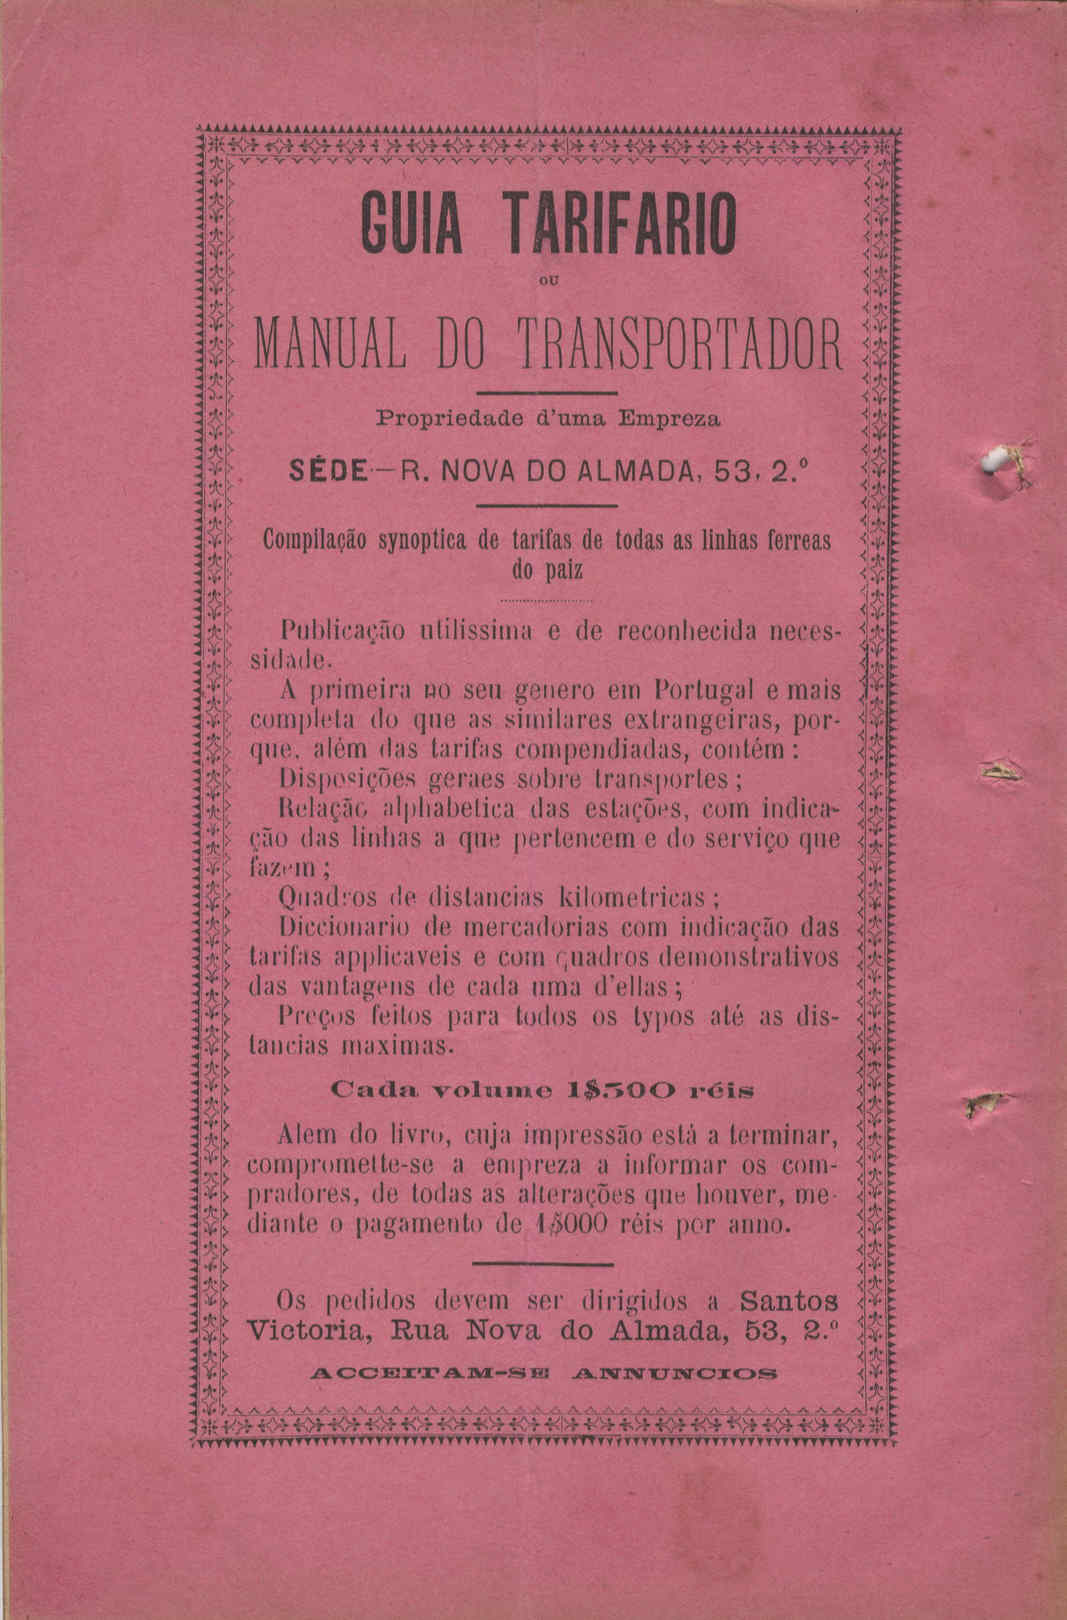 GUIA TARIFARIO
OU
MANUAL DO TRANSPORTADOR
Propriedade d'uma Empreza
SÉDE—R. NOVA DO ALMADA, 53, 2.º
Compilação synoptica de tarifas de todas as linhas ferreas
do paiz
Publicação utilissima e de reconhecida neces-
sidade.
A primeira no seu genero em Portugal e mais
completa do que as similares extrangeiras, por-
que, além das tarifas compendiadas, contém:
Disposições geraes sobre transportes;
Relação alphabetica das estações, com indica-
ção das linhas a que pertencem e do serviço que
fazem;
Quadros de distancias kilometricas;
Diccionario de mercadorias com indicação das
tarifas applicaveis e com quadros demonstrativos
das vantagens de cada uma d'ellas;
Preços feitos para todos os typos até as dis-
tancias maximas.
Cada volume 1$500 réis
Alem do livro, cuja impressão está a terminar,
compromette-se a empreza a informar os com-
pradores, de todas as alterações que houver, me-
diante o pagamento de 1$000 réis por anno.
Os pedidos devem ser dirigidos a Santos
Victoria, Rua Nova do Almada, 53, 2.º
ACCEITAM-SE ANNUNCIOS